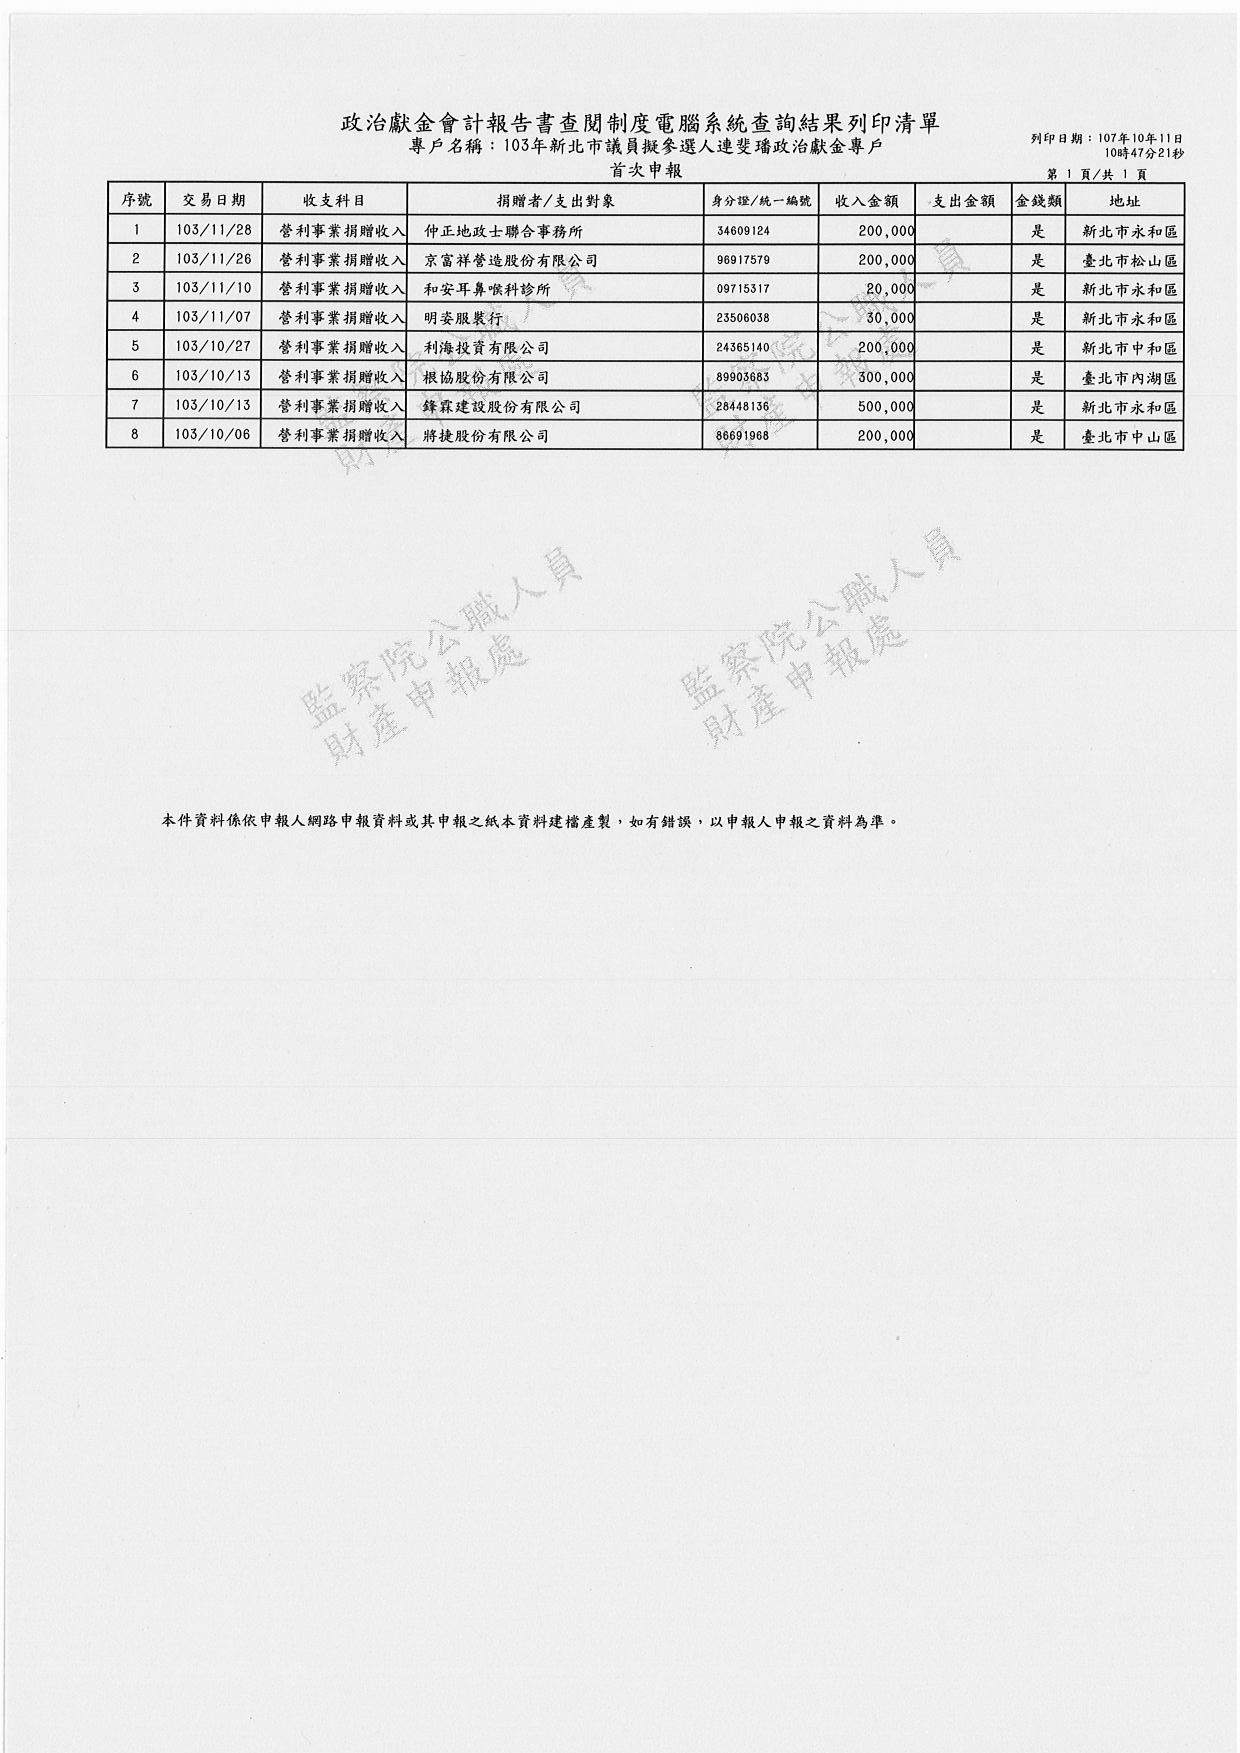 政治獻金會計報告書查閱制度電腦系統查詢結果列印清單
專戶名稱：103年新北市議員擬參選人連斐璠政治獻金專戶
首次申報
列印日期：107年10年11日
10時47分21秒
第 1 頁/共 1 頁
序號 交易日期 收支科目 捐贈者/支出對象 身分證/統一編號 收入金額 支出金額 金錢類 地址
1 103/11/28 營利事業捐贈收入 仲正地政士聯合事務所 34609124 200,000 是 新北市永和區
2 103/11/26 營利事業捐贈收入 京富祥營造股份有限公司 96917579 200,000 是 臺北市松山區
3 103/11/10 營利事業捐贈收入 和安耳鼻喉科診所 09715317 20,000 是 新北市永和區
4 103/11/07 營利事業捐贈收入 明姿服裝行 23506038 30,000 是 新北市永和區
5 103/10/27 營利事業捐贈收入 利海投資有限公司 24365140 200,000 是 新北市中和區
6 103/10/13 營利事業捐贈收入 根協股份有限公司 89903683 300,000 是 臺北市內湖區
7 103/10/13 營利事業捐贈收入 鋒霖建設股份有限公司 28448136 500,000 是 新北市永和區
8 103/10/06 營利事業捐贈收入 將捷股份有限公司 86691968 200,000 是 臺北市中山區
監察院公職人員
財產申報處
監察院公職人員
財產申報處
監察院公職人員
財產申報處
監察院公職人員
財產申報處
本件資料係依申報人網路申報資料或其申報之紙本資料建檔產製，如有錯誤，以申報人申報之資料為準。